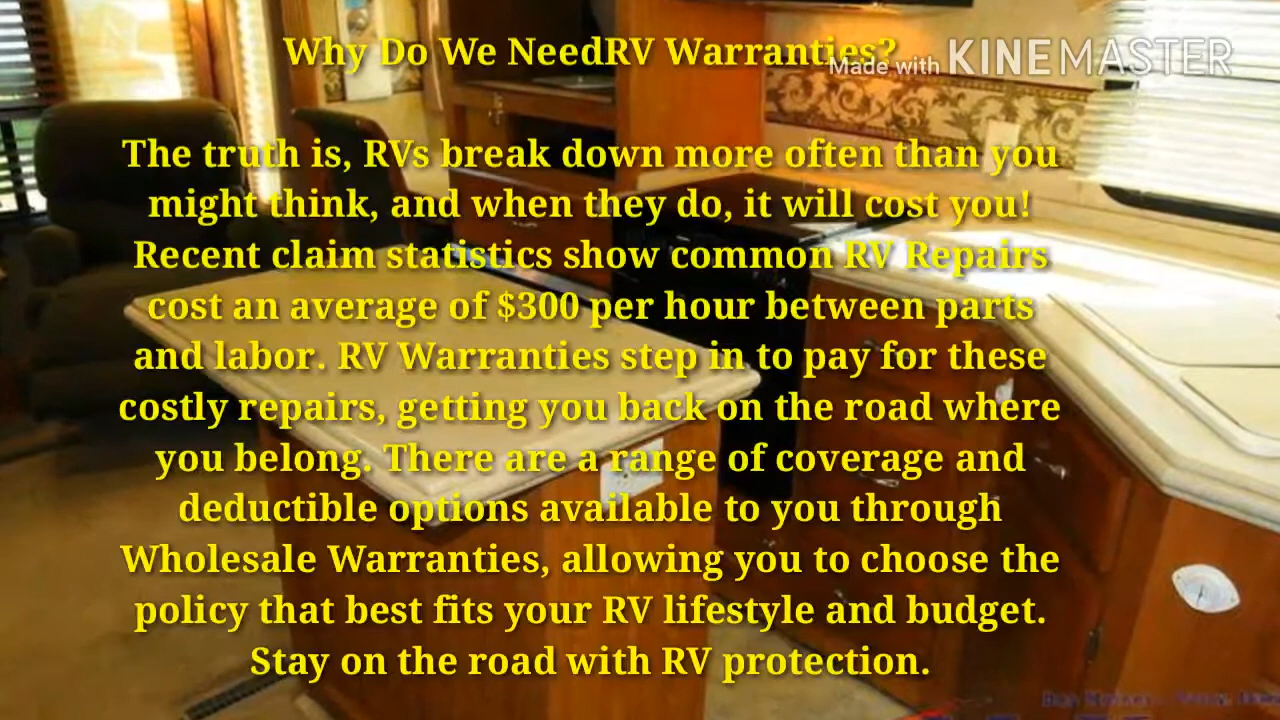 Why Do We NeedRV Warranties?
Made with KINEMASTER
The truth is, RVs break down more often than you
might think, and when they do, it will cost you!
Recent claim statistics show common RV Repairs
cost an average of $300 per hour between parts
and labor. RV Warranties step in to pay for these
costly repairs, getting you back on the road where
you belong. There are a range of coverage and
deductible options available to you through
Wholesale Warranties, allowing you to choose the
policy that best fits your RV lifestyle and budget.
Stay on the road with RV protection.